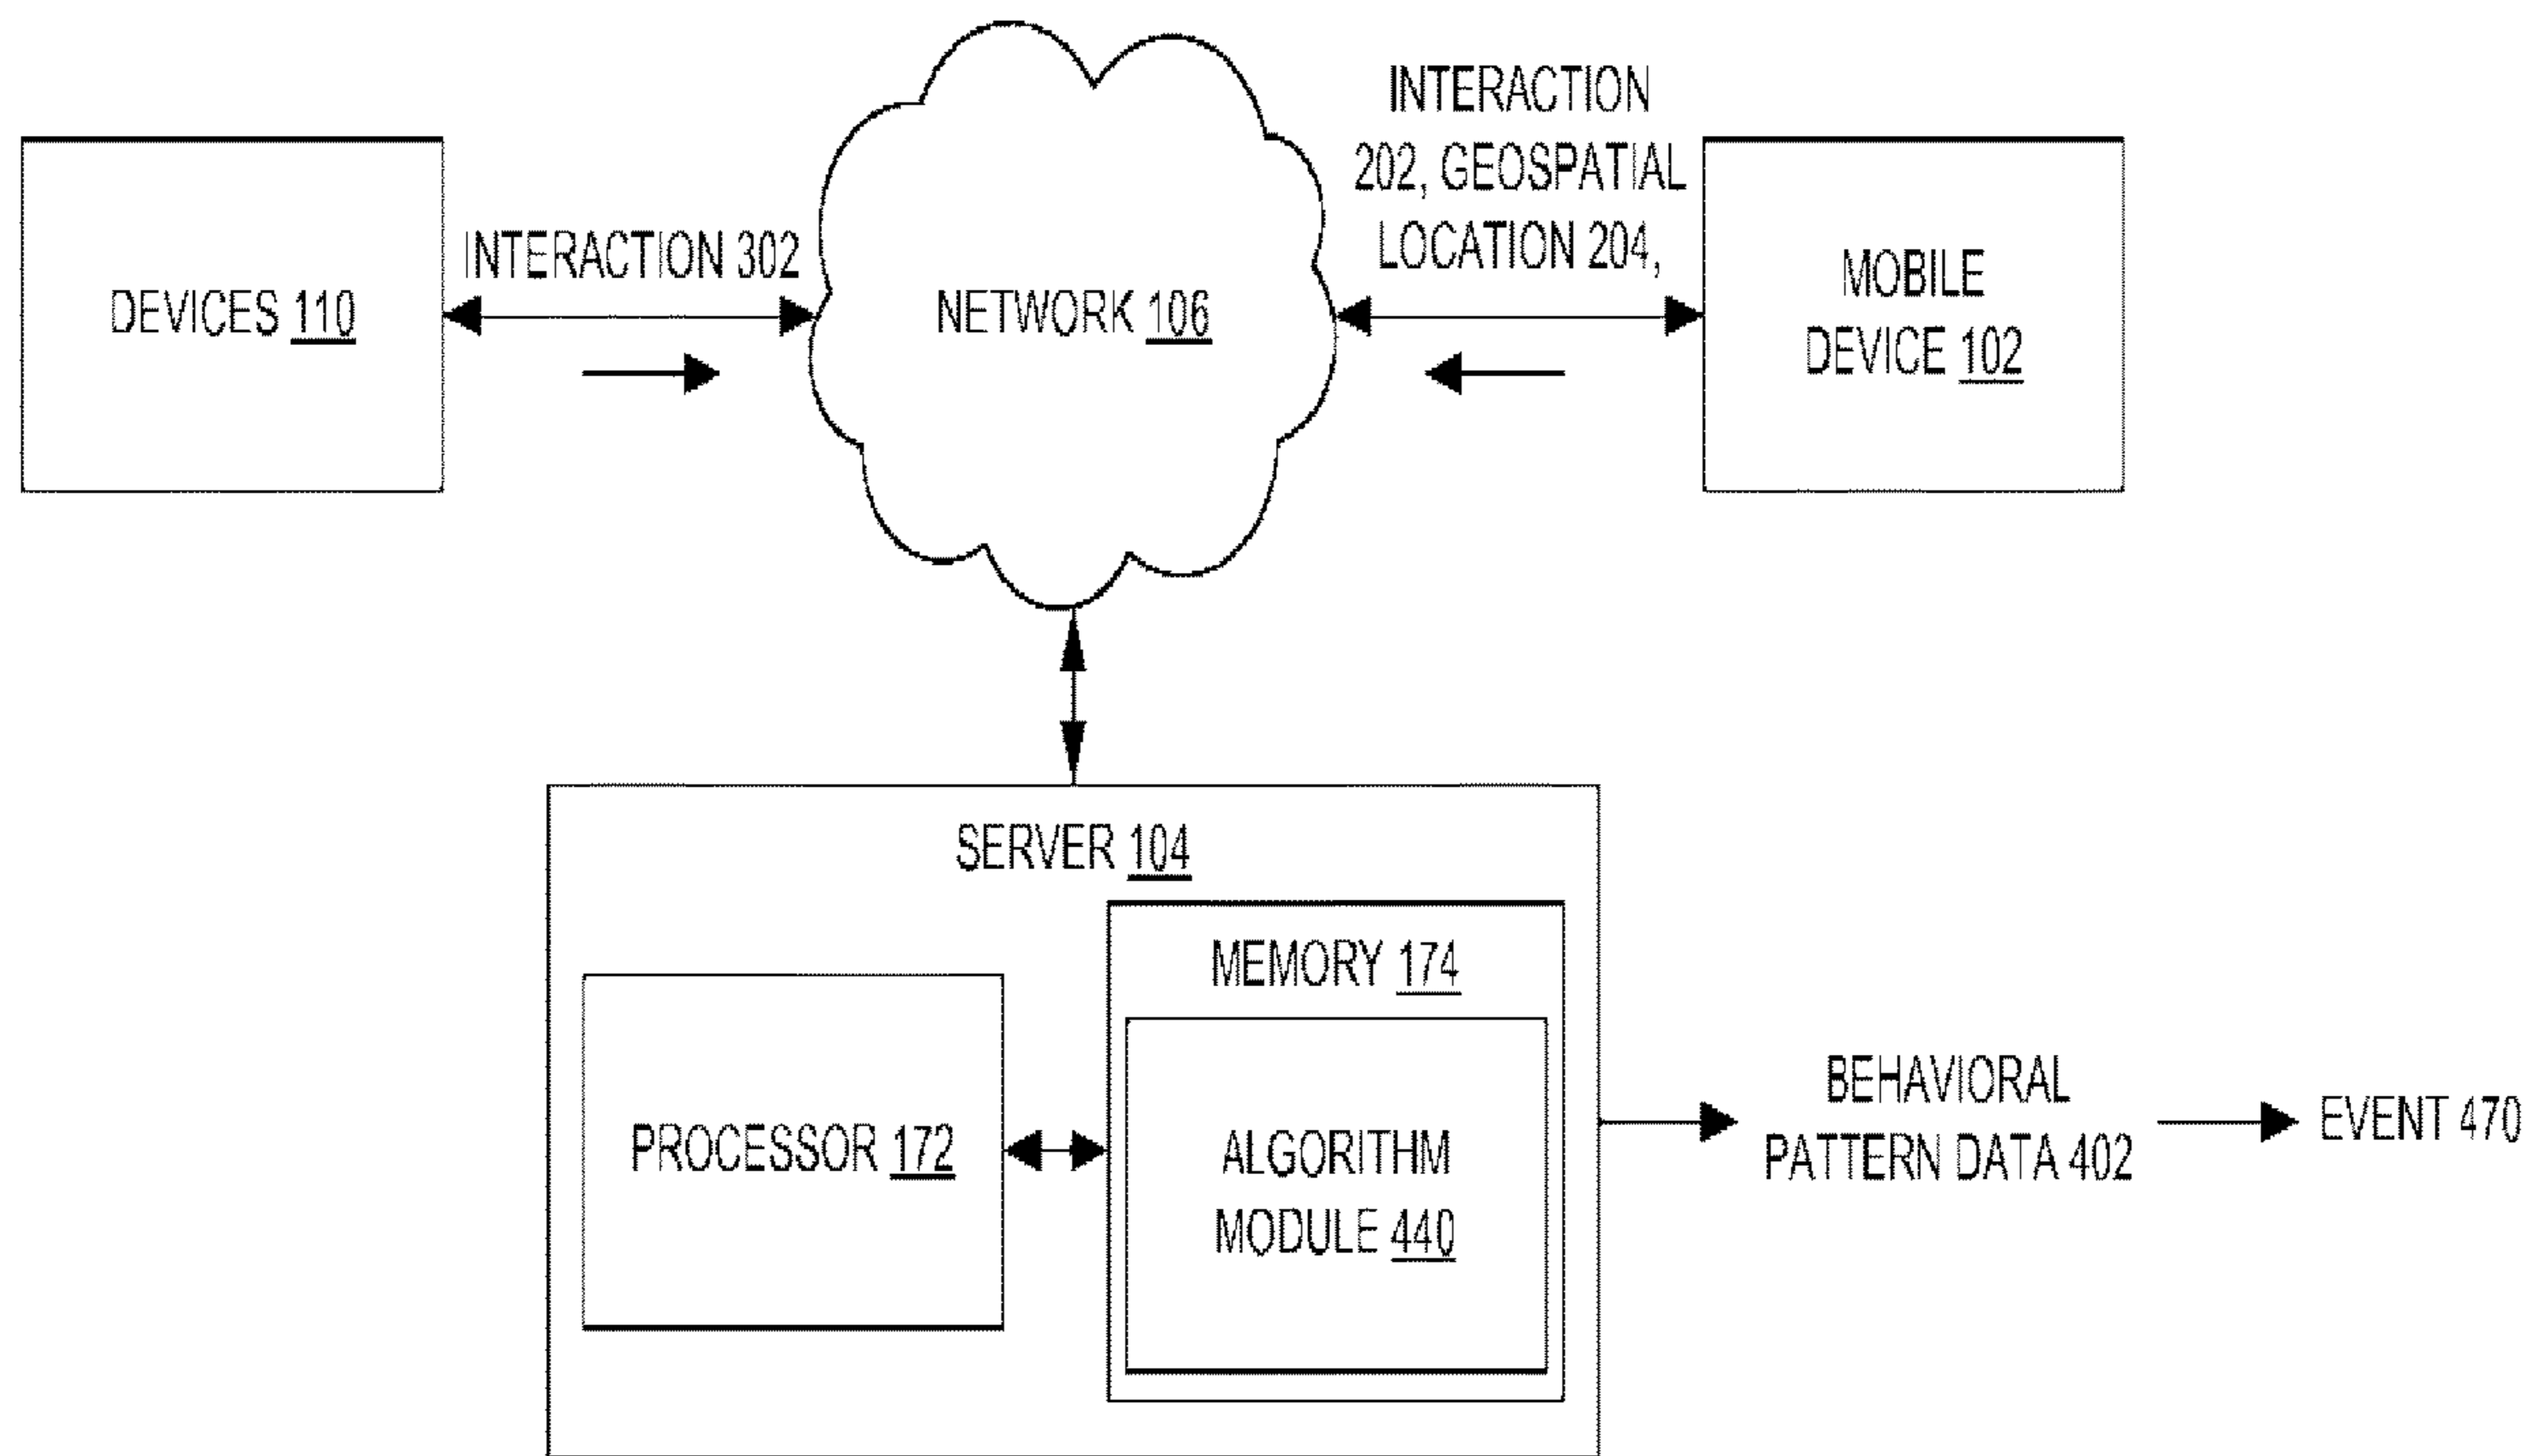 DEVICES 110
INTERACTION 302
NETWORK 106
INTERACTION
202, GEOSPATIAL
LOCATION 204,
MOBILE
DEVICE 102
SERVER 104
PROCESSOR 172
MEMORY 174
ALGORITHM
MODULE 440
BEHAVIORAL
PATTERN DATA 402
EVENT 470